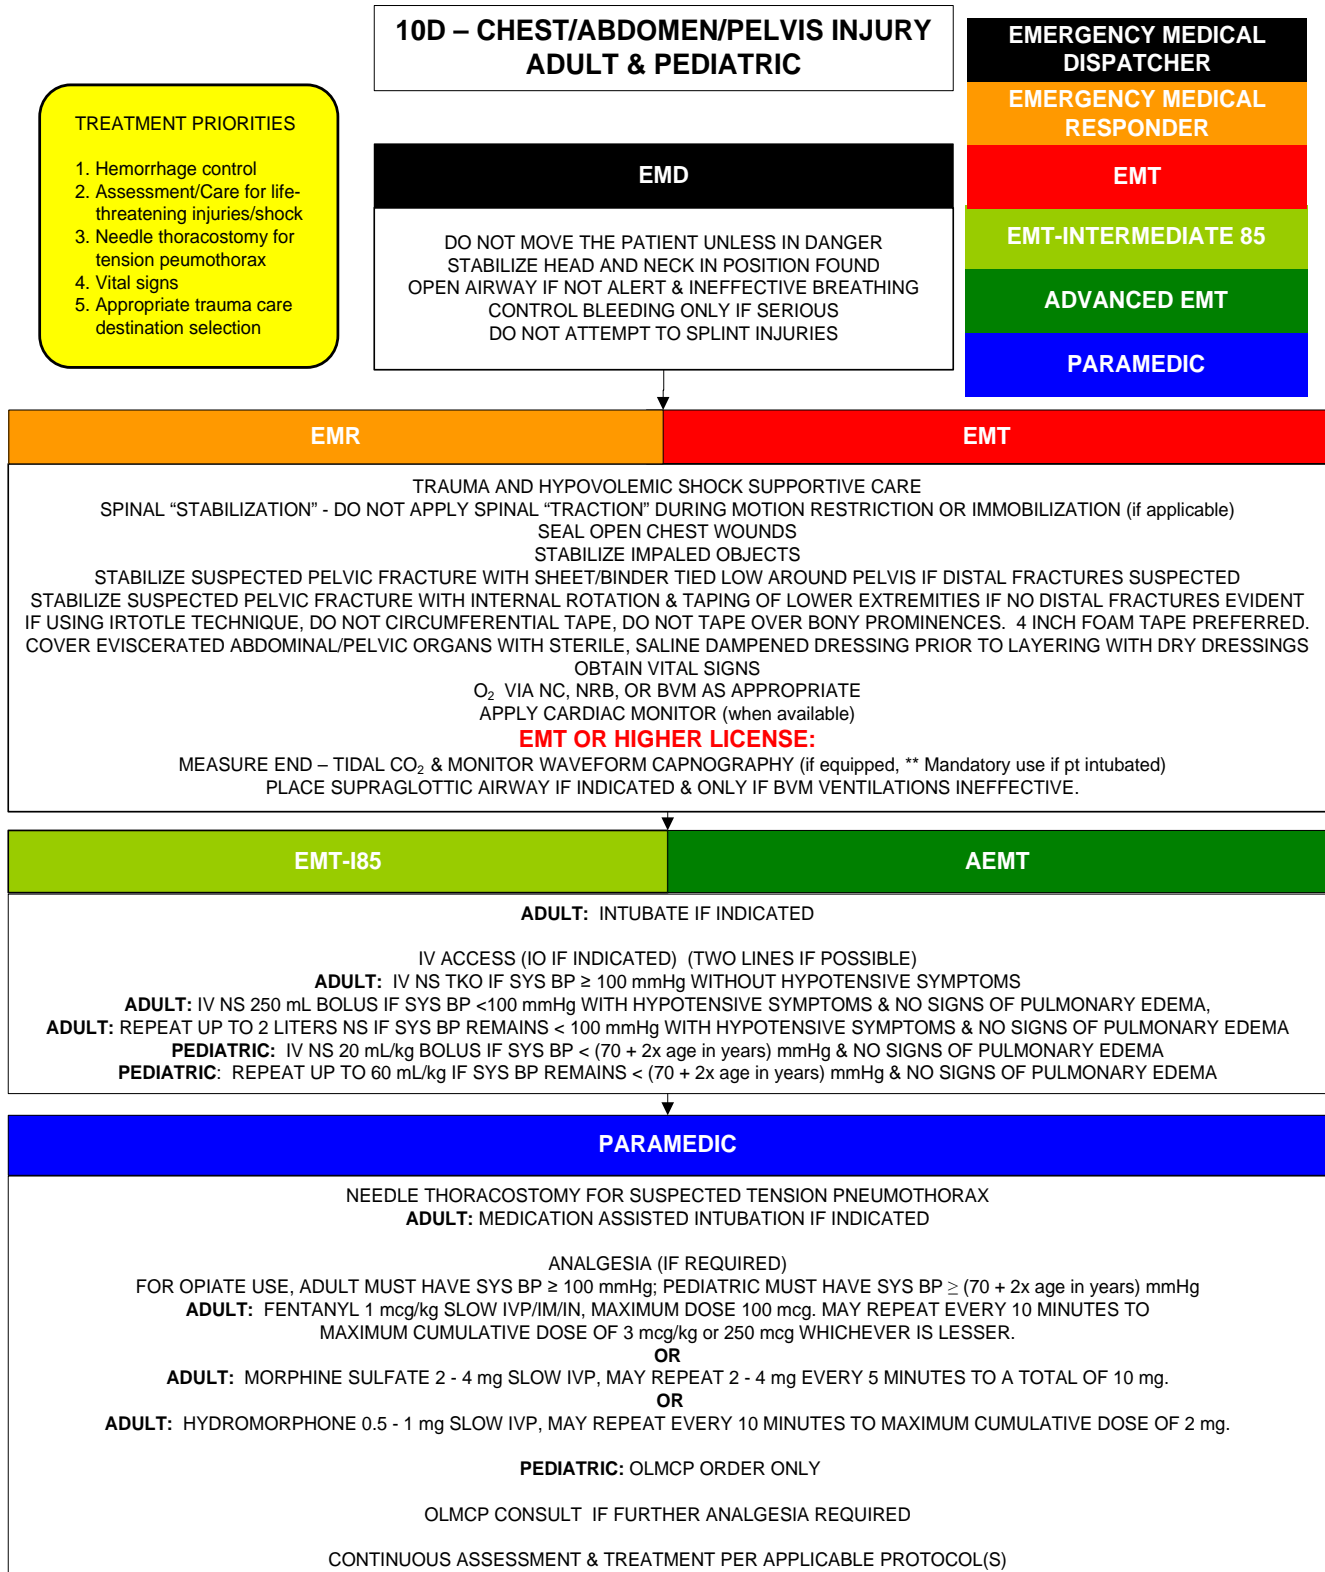 10D – CHEST/ABDOMEN/PELVIS INJURY
ADULT & PEDIATRIC
EMERGENCY MEDICAL
DISPATCHER
EMERGENCY MEDICAL
RESPONDER
EMT
EMT-INTERMEDIATE 85
ADVANCED EMT
PARAMEDIC
TREATMENT PRIORITIES
1. Hemorrhage control
2. Assessment/Care for life-
threatening injuries/shock
3. Needle thoracostomy for
tension peumothorax
4. Vital signs
5. Appropriate trauma care
destination selection
EMD
DO NOT MOVE THE PATIENT UNLESS IN DANGER
STABILIZE HEAD AND NECK IN POSITION FOUND
OPEN AIRWAY IF NOT ALERT & INEFFECTIVE BREATHING
CONTROL BLEEDING ONLY IF SERIOUS
DO NOT ATTEMPT TO SPLINT INJURIES
EMR
EMT
TRAUMA AND HYPOVOLEMIC SHOCK SUPPORTIVE CARE
SPINAL “STABILIZATION” - DO NOT APPLY SPINAL “TRACTION” DURING MOTION RESTRICTION OR IMMOBILIZATION (if applicable)
SEAL OPEN CHEST WOUNDS
STABILIZE IMPALED OBJECTS
STABILIZE SUSPECTED PELVIC FRACTURE WITH SHEET/BINDER TIED LOW AROUND PELVIS IF DISTAL FRACTURES SUSPECTED
STABILIZE SUSPECTED PELVIC FRACTURE WITH INTERNAL ROTATION & TAPING OF LOWER EXTREMITIES IF NO DISTAL FRACTURES EVIDENT
IF USING IRTOTLE TECHNIQUE, DO NOT CIRCUMFERENTIAL TAPE, DO NOT TAPE OVER BONY PROMINENCES. 4 INCH FOAM TAPE PREFERRED.
COVER EVISCERATED ABDOMINAL/PELVIC ORGANS WITH STERILE, SALINE DAMPENED DRESSING PRIOR TO LAYERING WITH DRY DRESSINGS
OBTAIN VITAL SIGNS
O₂ VIA NC, NRB, OR BVM AS APPROPRIATE
APPLY CARDIAC MONITOR (when available)
EMT OR HIGHER LICENSE:
MEASURE END – TIDAL CO₂ & MONITOR WAVEFORM CAPNOGRAPHY (if equipped, ** Mandatory use if pt intubated)
PLACE SUPRAGLOTTIC AIRWAY IF INDICATED & ONLY IF BVM VENTILATIONS INEFFECTIVE.
EMT-I85
AEMT
ADULT: INTUBATE IF INDICATED
IV ACCESS (IO IF INDICATED) (TWO LINES IF POSSIBLE)
ADULT: IV NS TKO IF SYS BP ≥ 100 mmHg WITHOUT HYPOTENSIVE SYMPTOMS
ADULT: IV NS 250 mL BOLUS IF SYS BP <100 mmHg WITH HYPOTENSIVE SYMPTOMS & NO SIGNS OF PULMONARY EDEMA,
ADULT: REPEAT UP TO 2 LITERS NS IF SYS BP REMAINS < 100 mmHg WITH HYPOTENSIVE SYMPTOMS & NO SIGNS OF PULMONARY EDEMA
PEDIATRIC: IV NS 20 mL/kg BOLUS IF SYS BP < (70 + 2x age in years) mmHg & NO SIGNS OF PULMONARY EDEMA
PEDIATRIC: REPEAT UP TO 60 mL/kg IF SYS BP REMAINS < (70 + 2x age in years) mmHg & NO SIGNS OF PULMONARY EDEMA
PARAMEDIC
NEEDLE THORACOSTOMY FOR SUSPECTED TENSION PNEUMOTHORAX
ADULT: MEDICATION ASSISTED INTUBATION IF INDICATED
ANALGESIA (IF REQUIRED)
FOR OPIATE USE, ADULT MUST HAVE SYS BP ≥ 100 mmHg; PEDIATRIC MUST HAVE SYS BP ≥ (70 + 2x age in years) mmHg
ADULT: FENTANYL 1 mcg/kg SLOW IVP/IM/IN, MAXIMUM DOSE 100 mcg. MAY REPEAT EVERY 10 MINUTES TO
MAXIMUM CUMULATIVE DOSE OF 3 mcg/kg or 250 mcg WHICHEVER IS LESSER.
OR
ADULT: MORPHINE SULFATE 2 - 4 mg SLOW IVP, MAY REPEAT 2 - 4 mg EVERY 5 MINUTES TO A TOTAL OF 10 mg.
OR
ADULT: HYDROMORPHONE 0.5 - 1 mg SLOW IVP, MAY REPEAT EVERY 10 MINUTES TO MAXIMUM CUMULATIVE DOSE OF 2 mg.
PEDIATRIC: OLMCP ORDER ONLY
OLMCP CONSULT IF FURTHER ANALGESIA REQUIRED
CONTINUOUS ASSESSMENT & TREATMENT PER APPLICABLE PROTOCOL(S)